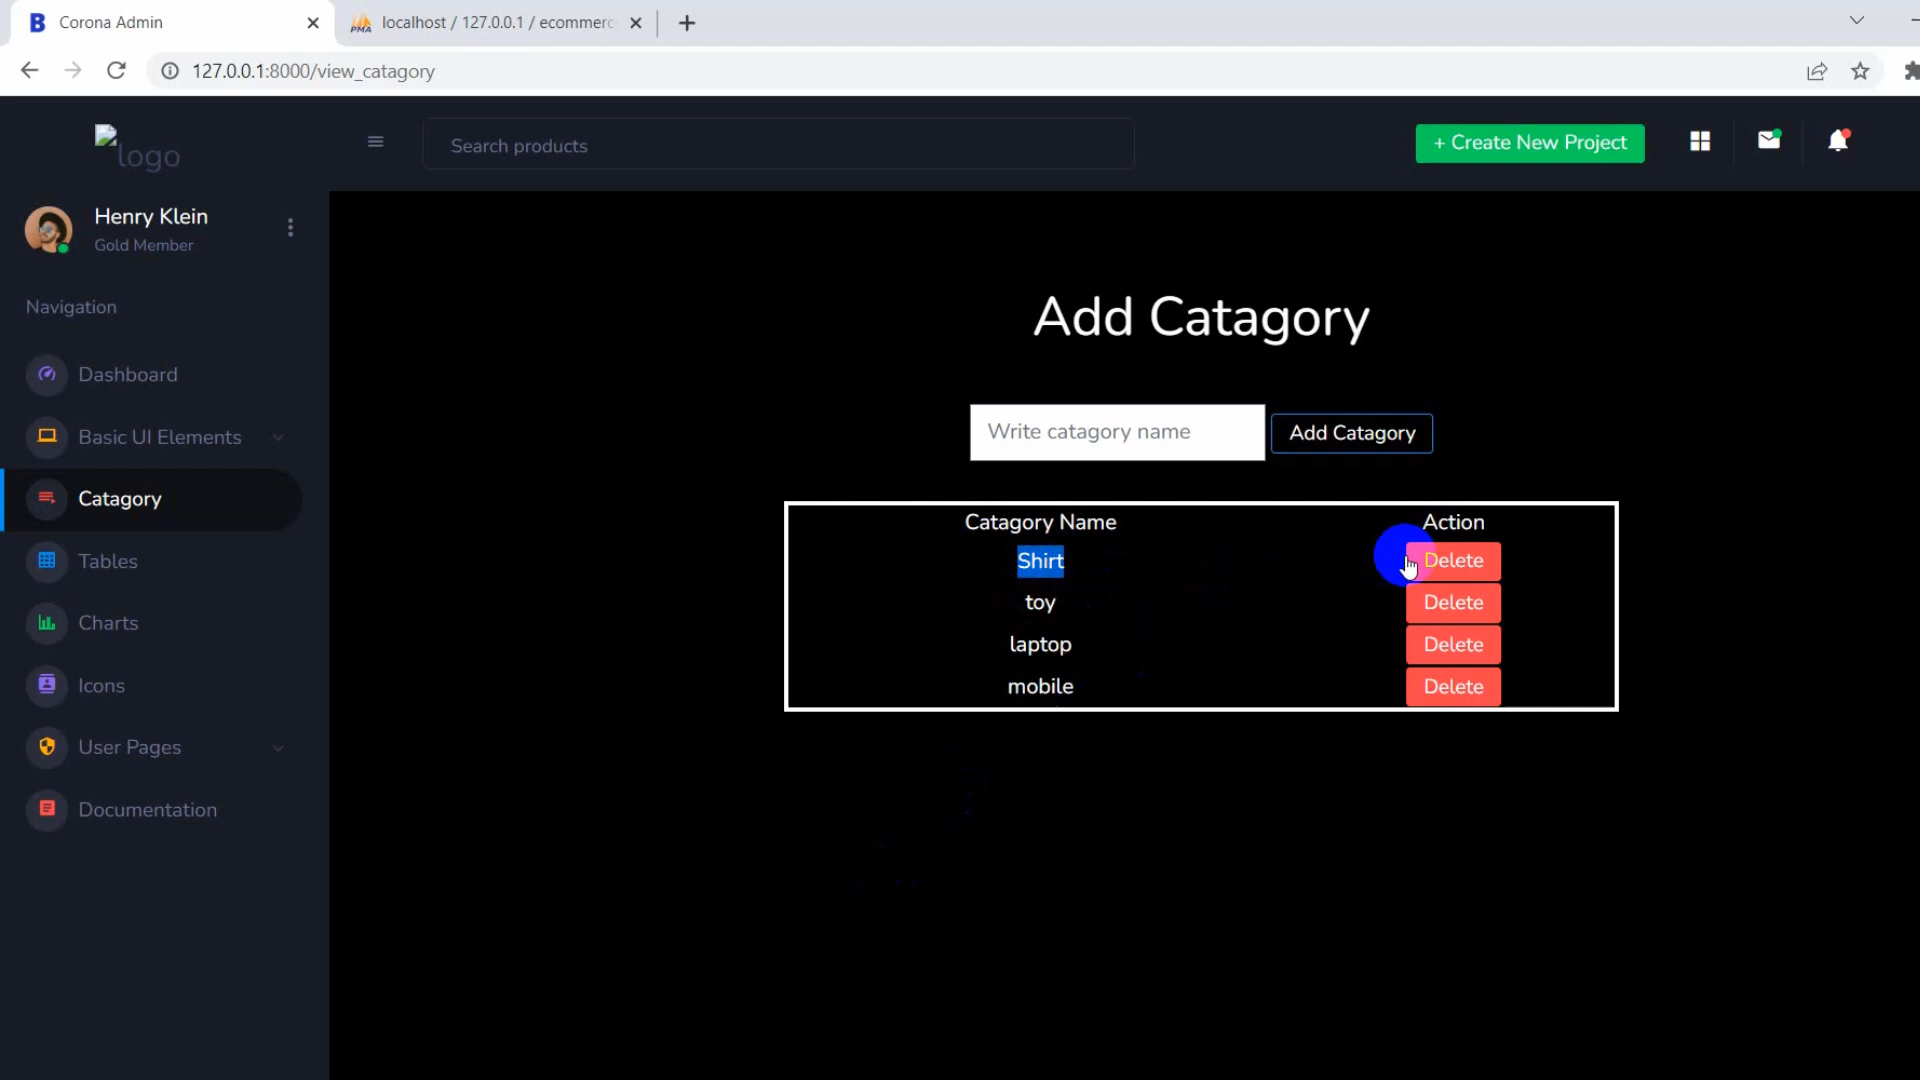 B Corona Admin
PMA localhost / 127.0.0.1 / ecommerc
127.0.0.1:8000/view_catagory
logo
Search products
+ Create New Project
Henry Klein
Gold Member
Navigation
Dashboard
Basic UI Elements
Catagory
Tables
Charts
Icons
User Pages
Documentation
Add Catagory
Write catagory name
Add Catagory
Catagory Name Action
Shirt Delete
toy Delete
laptop Delete
mobile Delete